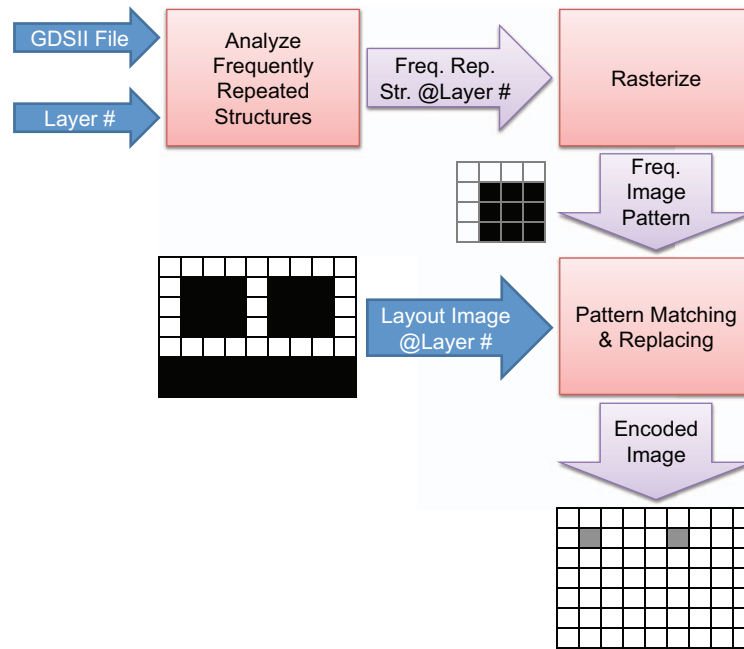 GDSII File
Layer #
Analyze
Frequently
Repeated
Structures
Freq. Rep.
Str. @Layer #
Rasterize
Freq.
Image
Pattern
Layout Image
@Layer #
Pattern Matching
& Replacing
Encoded
Image